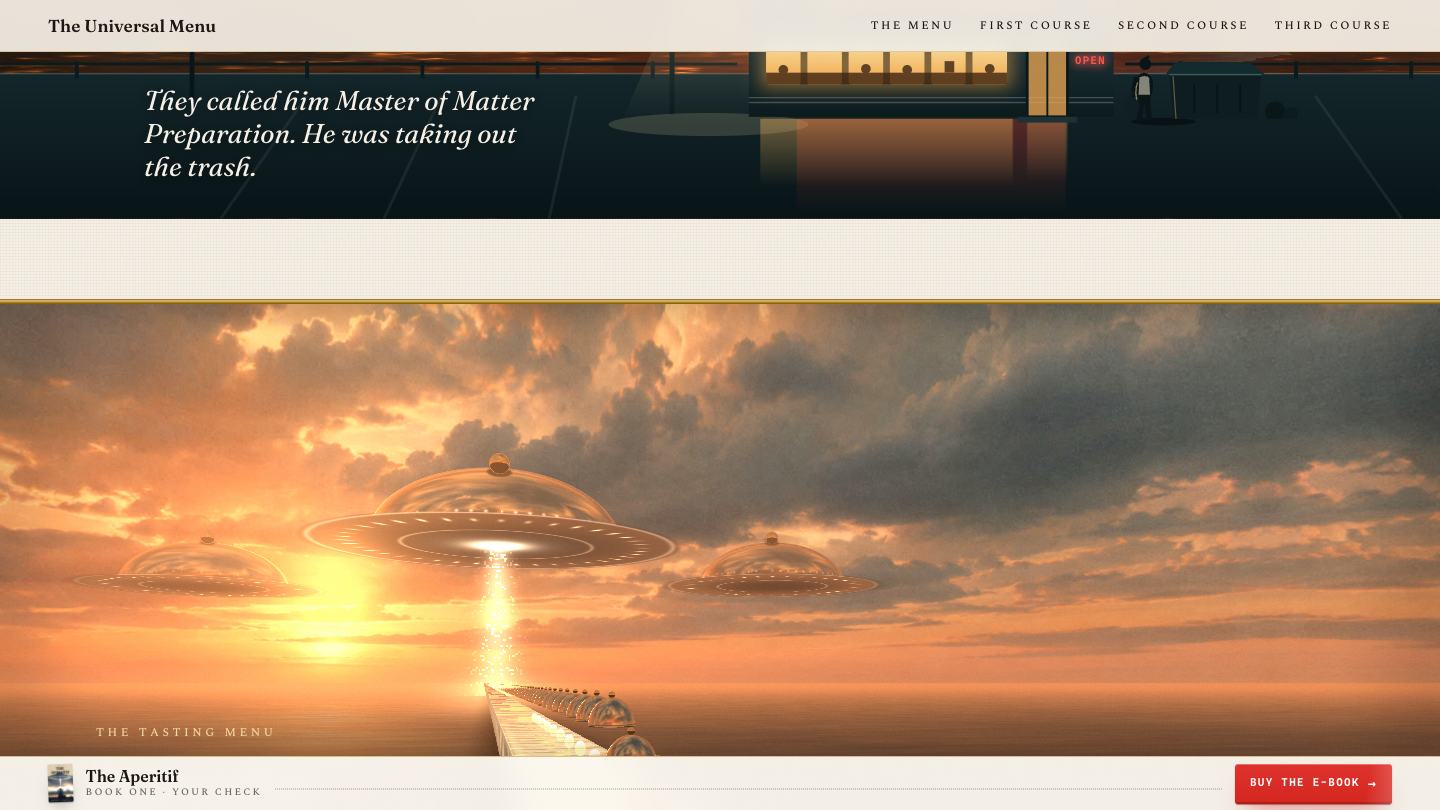 The Universal Menu
THE MENU FIRST COURSE SECOND COURSE THIRD COURSE
OPEN
They called him Master of Matter
Preparation. He was taking out
the trash.
THE TASTING MENU
The Aperitif
BOOK ONE · YOUR CHECK
BUY THE E-BOOK →